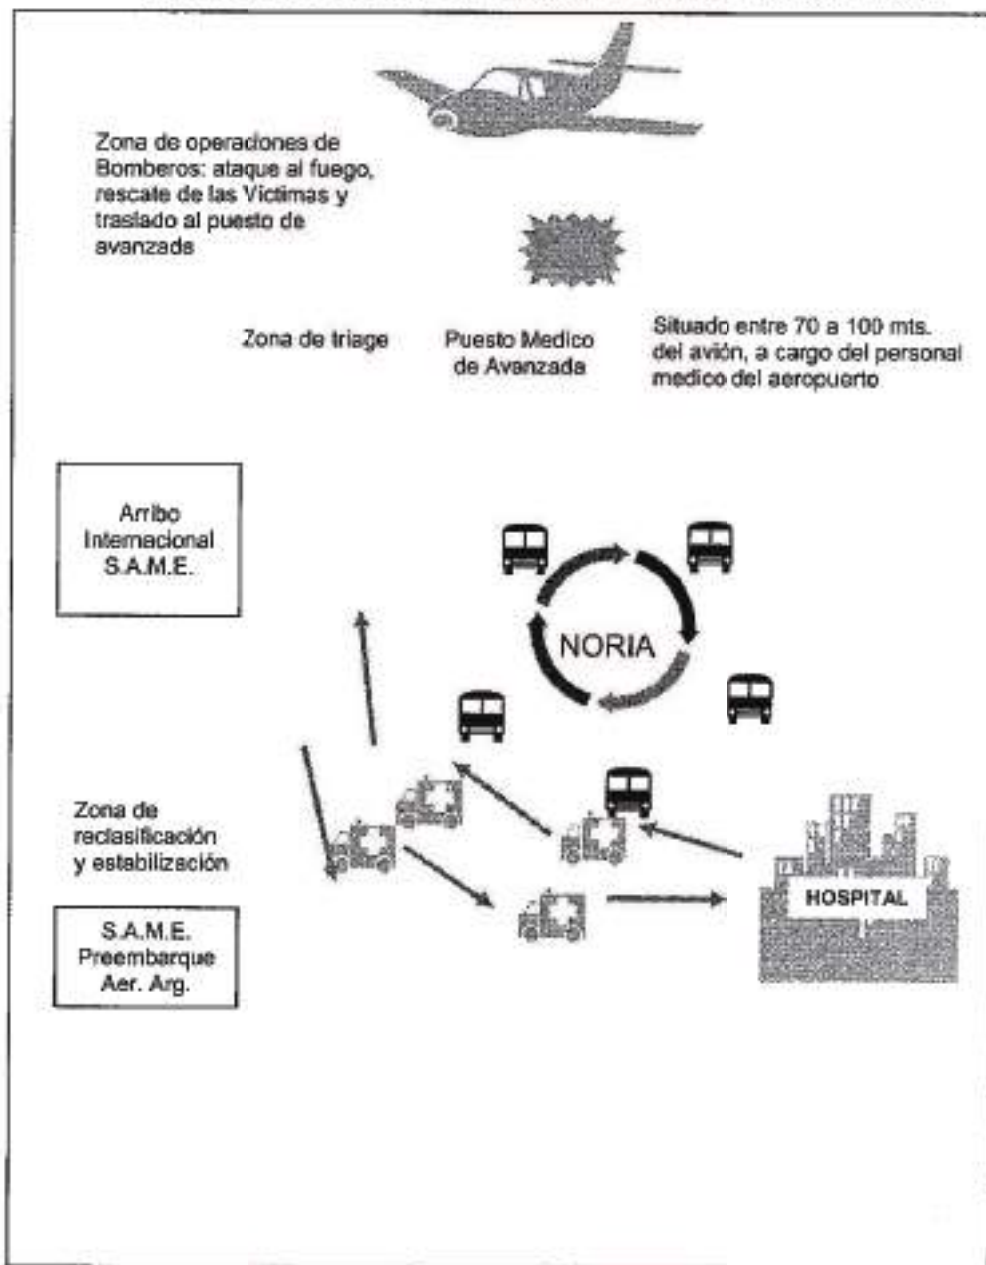 Zona de operaciones de
Bomberos: ataque al fuego,
rescate de las Victimas y
traslado al puesto de
avanzada
Zona de triage
Puesto Medico
de Avanzada
Situado entre 70 a 100 mts.
del avión, a cargo del personal
medico del aeropuerto
Arribo
Internacional
S.A.M.E.
NORIA
Zona de
reclasificación
y estabilización
HOSPITAL
S.A.M.E.
Preembarque
Aer. Arg.